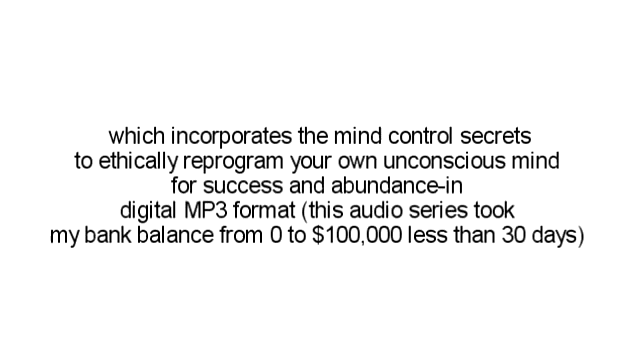 which incorporates the mind control secrets
to ethically reprogram your own unconscious mind
for success and abundance-in
digital MP3 format (this audio series took
my bank balance from 0 to $100,000 less than 30 days)